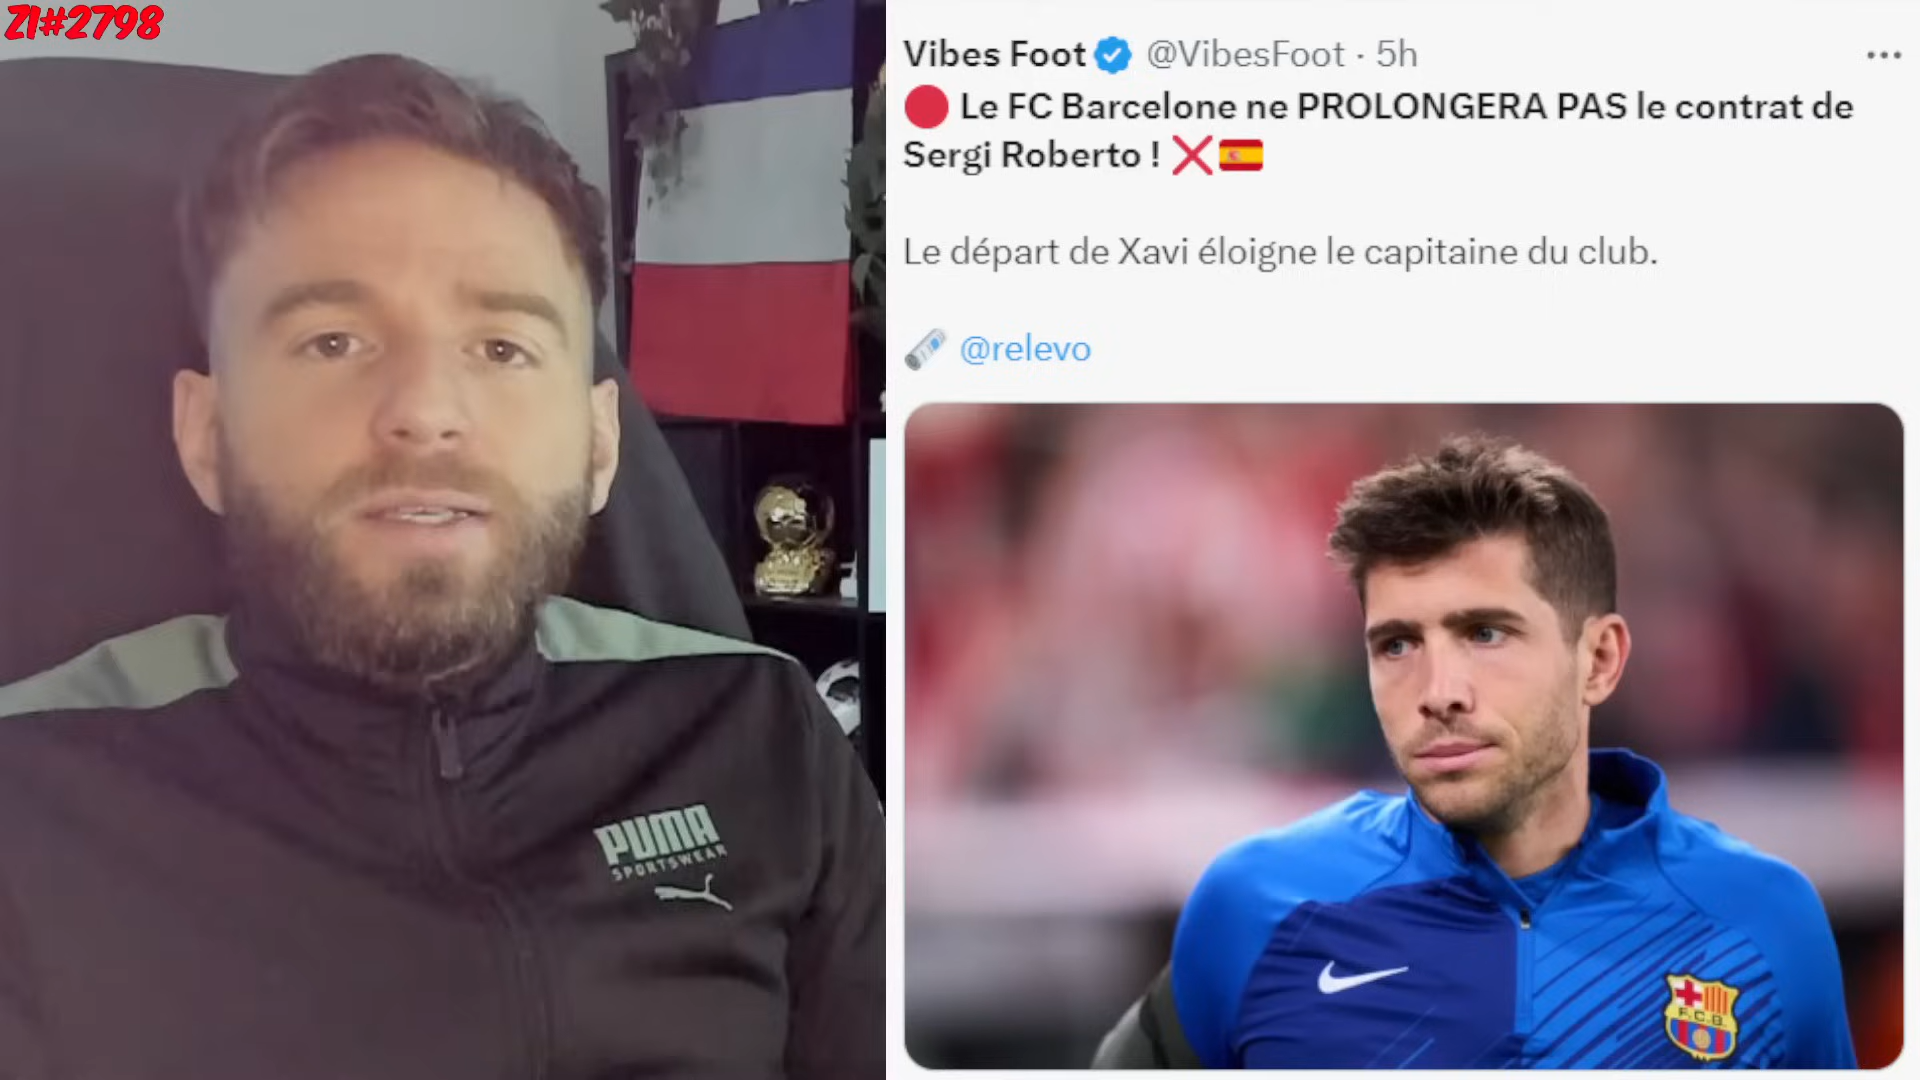 ZI#2798
Vibes Foot @VibesFoot · 5h
Le FC Barcelone ne PROLONGERA PAS le contrat de
Sergi Roberto !
Le départ de Xavi éloigne le capitaine du club.
@relevo
PUMA
SPORTSWEAR
F.C.B.